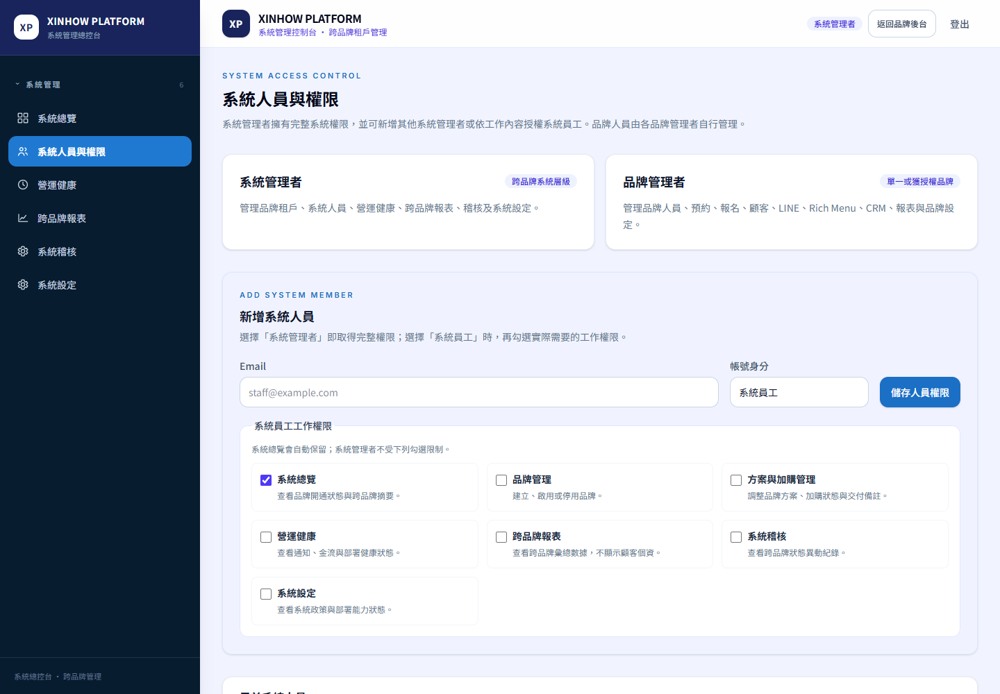 XP
XINHOW PLATFORM
系統管理總控台
系統管理
6
系統總覽
系統人員與權限
營運健康
跨品牌報表
系統稽核
系統設定
系統總控台 · 跨品牌管理
XP
XINHOW PLATFORM
系統管理控制台 · 跨品牌租戶管理
系統管理者
返回品牌後台
登出
SYSTEM ACCESS CONTROL
系統人員與權限
系統管理者擁有完整系統權限，並可新增其他系統管理者或依工作內容授權系統員工。品牌人員由各品牌管理者自行管理。
系統管理者
跨品牌系統層級
管理品牌租戶、系統人員、營運健康、跨品牌報表、稽核及系統設定。
品牌管理者
單一或獲授權品牌
管理品牌人員、預約、報名、顧客、LINE、Rich Menu、CRM、報表與品牌設
定。
ADD SYSTEM MEMBER
新增系統人員
選擇「系統管理者」即取得完整權限；選擇「系統員工」時，再勾選實際需要的工作權限。
Email
帳號身分
staff@example.com
系統員工
儲存人員權限
系統員工工作權限
系統總覽會自動保留；系統管理者不受下列勾選限制。
系統總覽
查看品牌開通狀態與跨品牌摘要。
品牌管理
建立、啟用或停用品牌。
方案與加購管理
調整品牌方案、加購狀態與交付備註。
營運健康
查看通知、金流與部署健康狀態。
跨品牌報表
查看跨品牌彙總數據，不顯示顧客個資。
系統稽核
查看跨品牌狀態異動紀錄。
系統設定
查看系統政策與部署能力狀態。